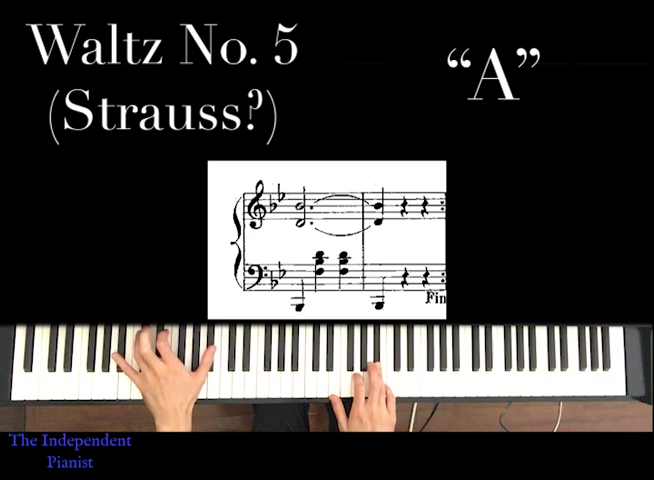 Waltz No. 5
(Strauss?)
“A”
Fin
The Independent
Pianist